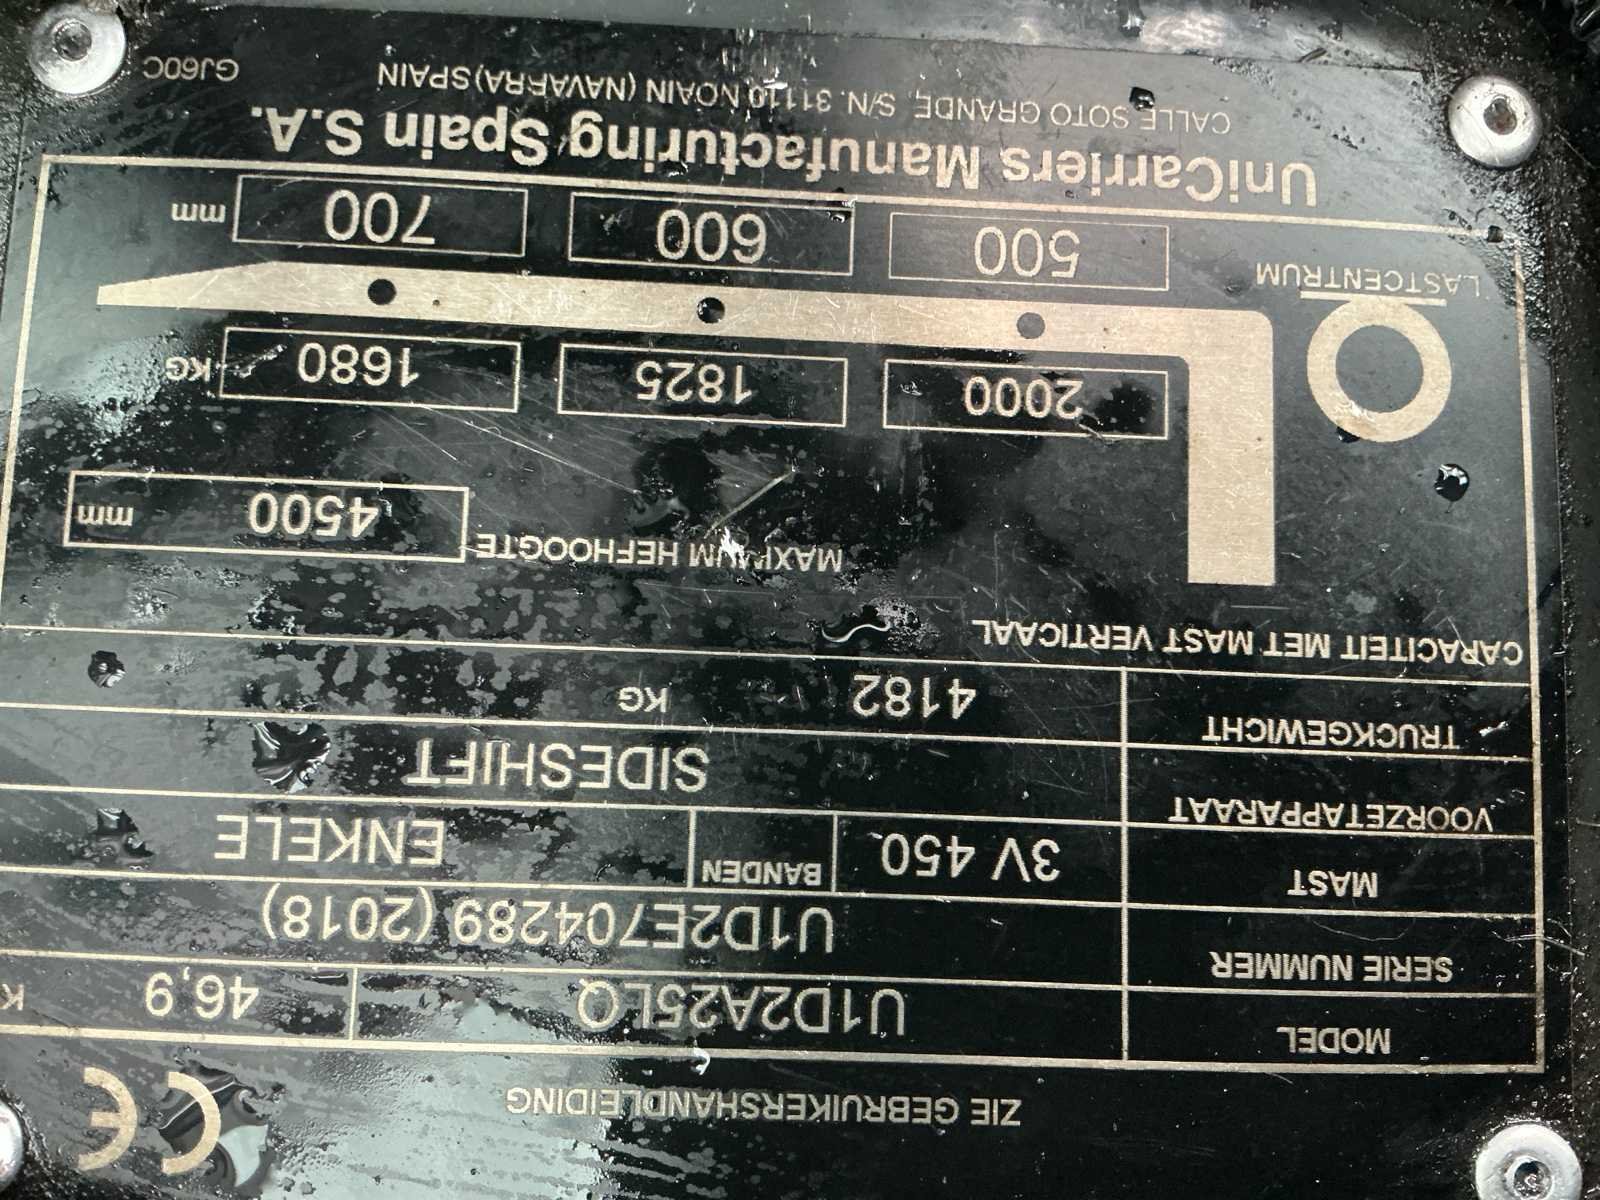 ZIE GEBRUIKERSHANDLEIDING CE
MODEL U1D2A25LQ 46,9 K
SERIE NUMMER U1D2E704289 (2018)
MAST 3V 450 BANDEN ENKELE
VOORZETAPPARAAT SIDESHIFT
TRUCKGEWICHT 4182 KG
CAPACITEIT MET MAST VERTICAAL
MAXIMUM HEFHOOGTE 4500 mm
2000 1825 1680 KG
LASTCENTRUM 500 600 700 mm
UniCarriers Manufacturing Spain S.A.
CALLE SOTO GRANDE, S/N. 31110 NOAIN (NAVARRA)SPAIN GJ60C